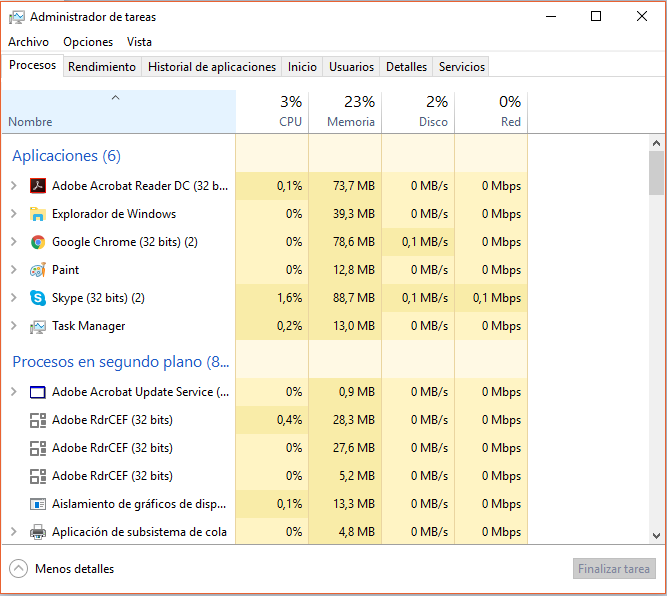 Administrador de tareas
Archivo Opciones Vista
Procesos Rendimiento Historial de aplicaciones Inicio Usuarios Detalles Servicios
3% 23% 2% 0%
Nombre CPU Memoria Disco Red
Aplicaciones (6)
Adobe Acrobat Reader DC (32 b... 0,1% 73,7 MB 0 MB/s 0 Mbps
Explorador de Windows 0% 39,3 MB 0 MB/s 0 Mbps
Google Chrome (32 bits) (2) 0% 78,6 MB 0,1 MB/s 0 Mbps
Paint 0% 12,8 MB 0 MB/s 0 Mbps
Skype (32 bits) (2) 1,6% 88,7 MB 0,1 MB/s 0,1 Mbps
Task Manager 0,2% 13,0 MB 0 MB/s 0 Mbps
Procesos en segundo plano (8...
Adobe Acrobat Update Service (... 0% 0,9 MB 0 MB/s 0 Mbps
Adobe RdrCEF (32 bits) 0,4% 28,3 MB 0 MB/s 0 Mbps
Adobe RdrCEF (32 bits) 0% 27,6 MB 0 MB/s 0 Mbps
Adobe RdrCEF (32 bits) 0% 5,2 MB 0 MB/s 0 Mbps
Aislamiento de gráficos de disp... 0,1% 13,3 MB 0 MB/s 0 Mbps
Aplicación de subsistema de cola 0% 4,8 MB 0 MB/s 0 Mbps
Menos detalles Finalizar tarea